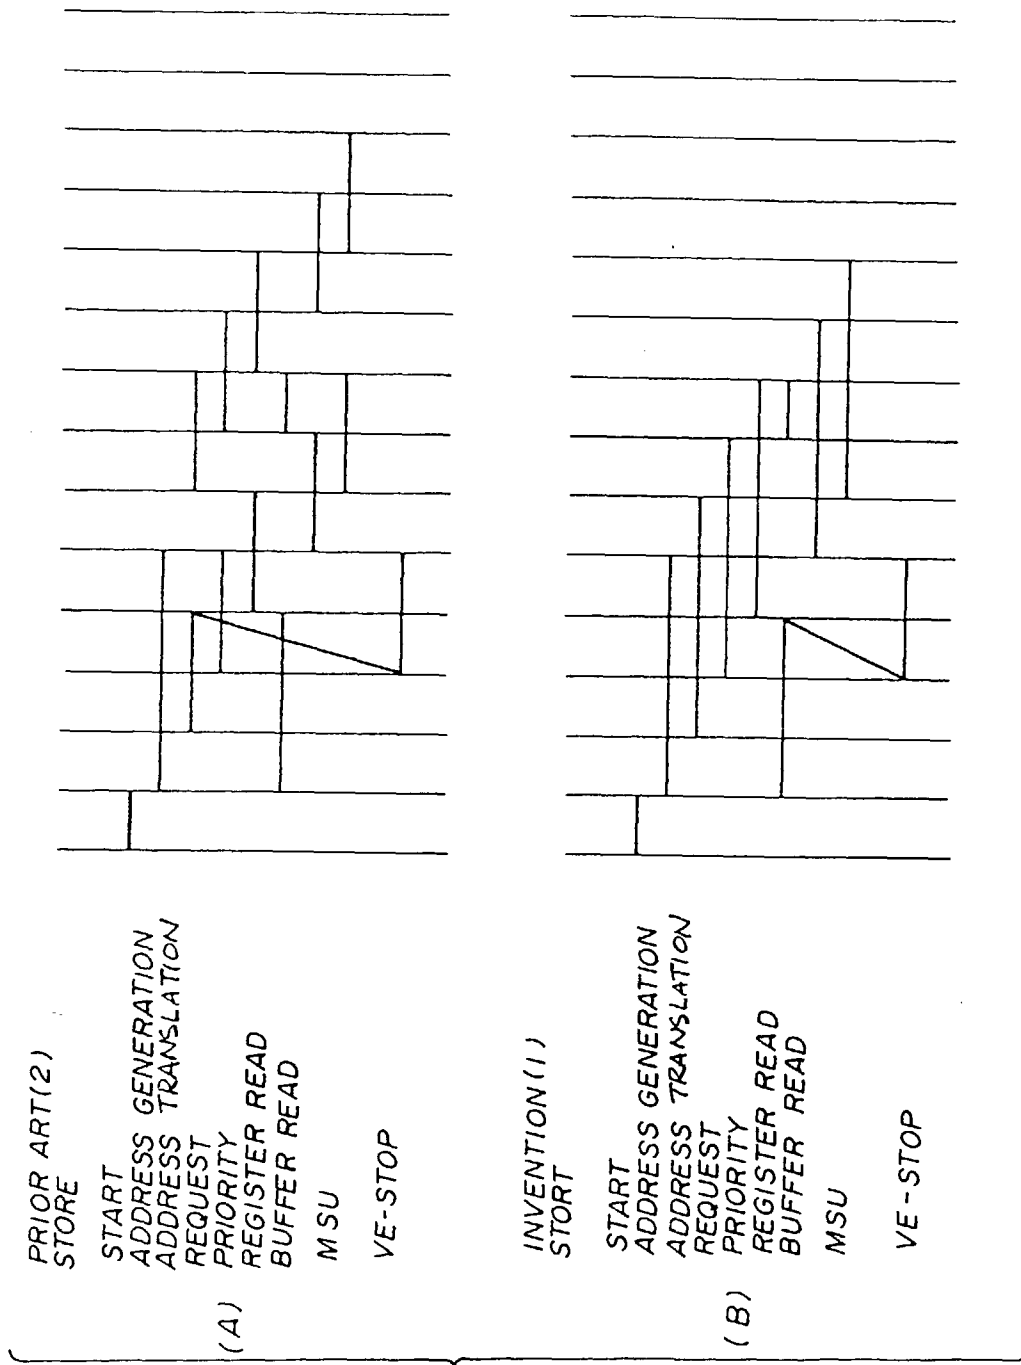 PRIOR ART(2)
STORE
START
ADDRESS GENERATION
ADDRESS TRANSLATION
REQUEST
PRIORITY
REGISTER READ
BUFFER READ
MSU
VE-STOP
(A)
INVENTION(1)
STORT
START
ADDRESS GENERATION
ADDRESS TRANSLATION
REQUEST
PRIORITY
REGISTER READ
BUFFER READ
MSU
VE-STOP
(B)